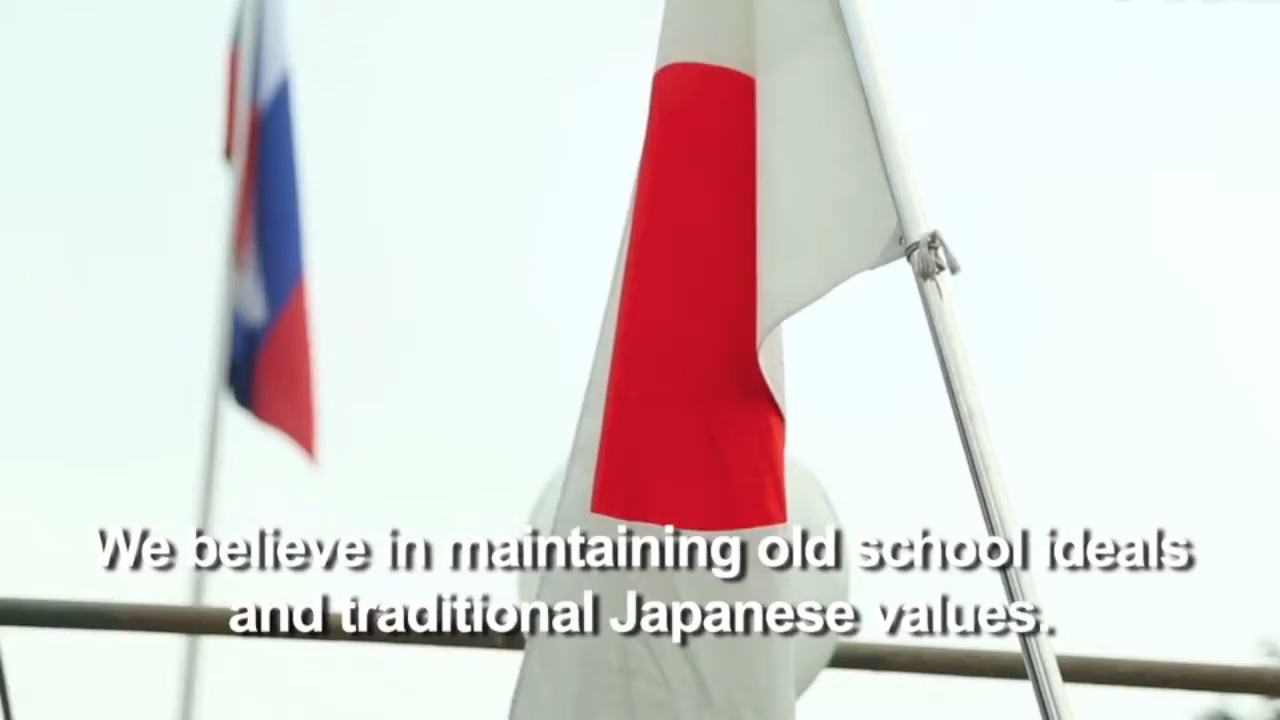 We believe in maintaining old school ideals
and traditional Japanese values.